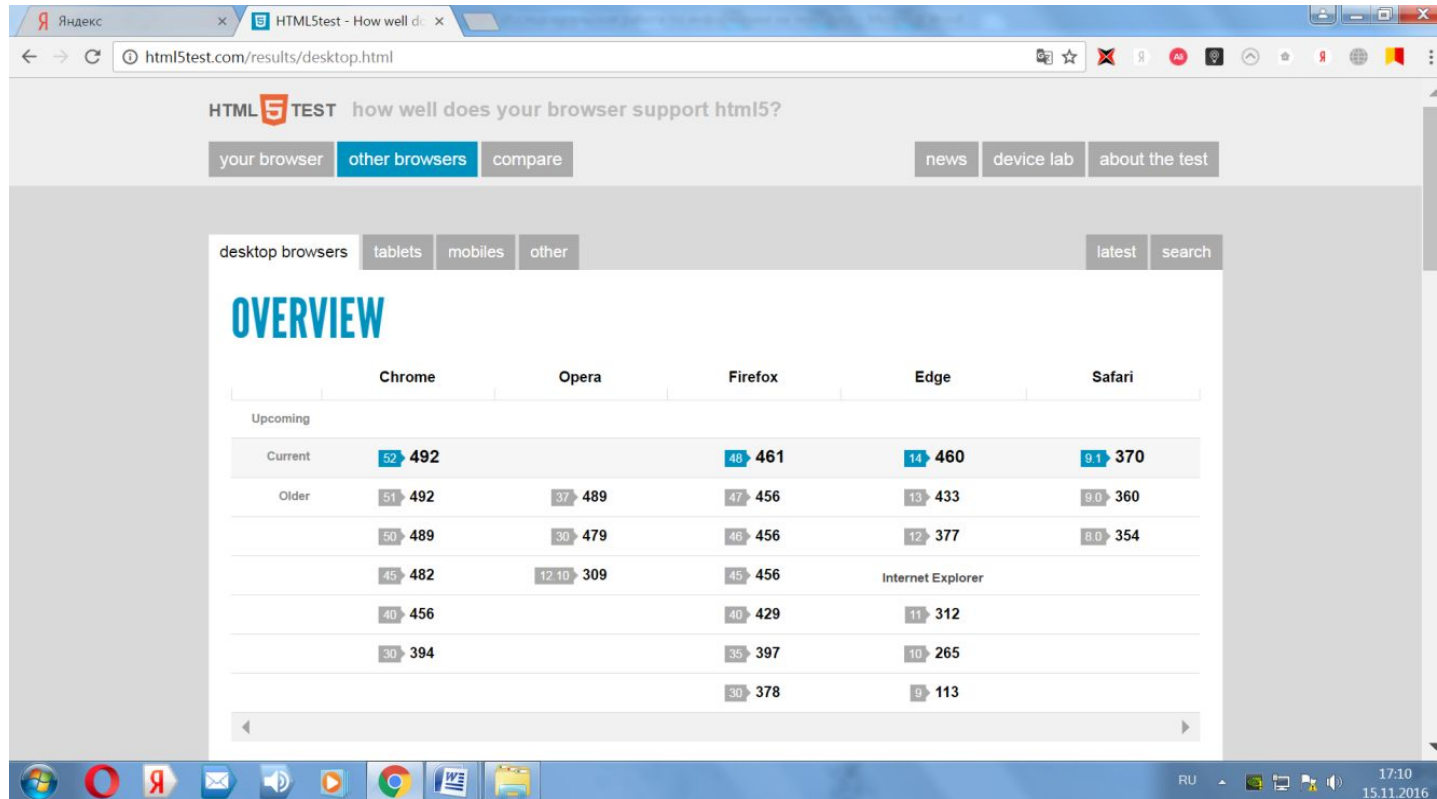 Яндекс
HTML5test - How well do
html5test.com/results/desktop.html
HTML 5 TEST how well does your browser support html5?
your browser other browsers compare news device lab about the test
desktop browsers tablets mobiles other latest search
OVERVIEW
Chrome Opera Firefox Edge Safari
Upcoming
Current 52 492 48 461 14 460 9.1 370
Older 51 492 37 489 47 456 13 433 9.0 360
50 489 30 479 46 456 12 377 8.0 354
45 482 12.10 309 45 456 Internet Explorer
40 456 40 429 11 312
30 394 35 397 10 265
30 378 9 113
RU 17:10
15.11.2016